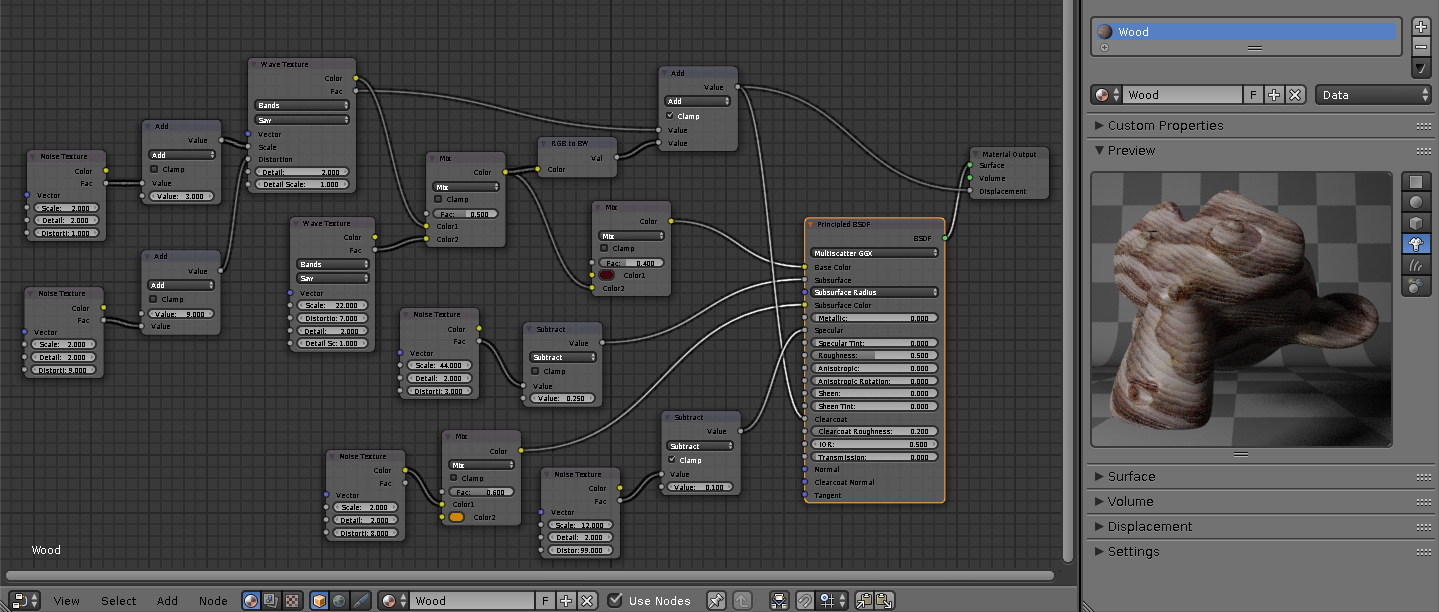 Noise Texture
Color
Fac
Vector
Scale: 2.000
Detail: 2.000
Distorti: 1.000
Add
Value
Add
Clamp
Value
Value: 3.000
Noise Texture
Color
Fac
Vector
Scale: 2.000
Detail: 2.000
Distorti: 9.000
Add
Value
Add
Clamp
Value: 9.000
Value
Wave Texture
Color
Fac
Bands
Saw
Vector
Scale
Distortion
Detail: 2.000
Detail Scale: 1.000
Wave Texture
Color
Fac
Bands
Saw
Vector
Scale: 22.000
Distortio: 7.000
Detail: 2.000
Detail Sc: 1.000
Mix
Color
Mix
Clamp
Fac: 0.500
Color1
Color2
RGB to BW
Val
Color
Add
Value
Add
Clamp
Value
Value
Mix
Color
Mix
Clamp
Fac: 0.400
Color1
Color2
Noise Texture
Color
Fac
Vector
Scale: 44.000
Detail: 2.000
Distorti: 3.000
Subtract
Value
Subtract
Clamp
Value
Value: 0.250
Noise Texture
Color
Fac
Vector
Scale: 2.000
Detail: 2.000
Distorti: 8.000
Mix
Color
Mix
Clamp
Fac: 0.600
Color1
Color2
Noise Texture
Color
Fac
Vector
Scale: 12.000
Detail: 2.000
Distor: 99.000
Subtract
Value
Subtract
Clamp
Value
Value: 0.100
Principled BSDF
BSDF
Multiscatter GGX
Base Color
Subsurface
Subsurface Radius
Subsurface Color
Metallic: 0.000
Specular
Specular Tint: 0.000
Roughness: 0.500
Anisotropic: 0.000
Anisotropic Rotation: 0.000
Sheen: 0.000
Sheen Tint: 0.000
Clearcoat
Clearcoat Roughness: 0.200
IOR: 0.500
Transmission: 0.000
Normal
Clearcoat Normal
Tangent
Material Output
Surface
Volume
Displacement
Wood
View Select Add Node
Wood F
Use Nodes
Wood
Wood F
Data
Custom Properties
Preview
Surface
Volume
Displacement
Settings